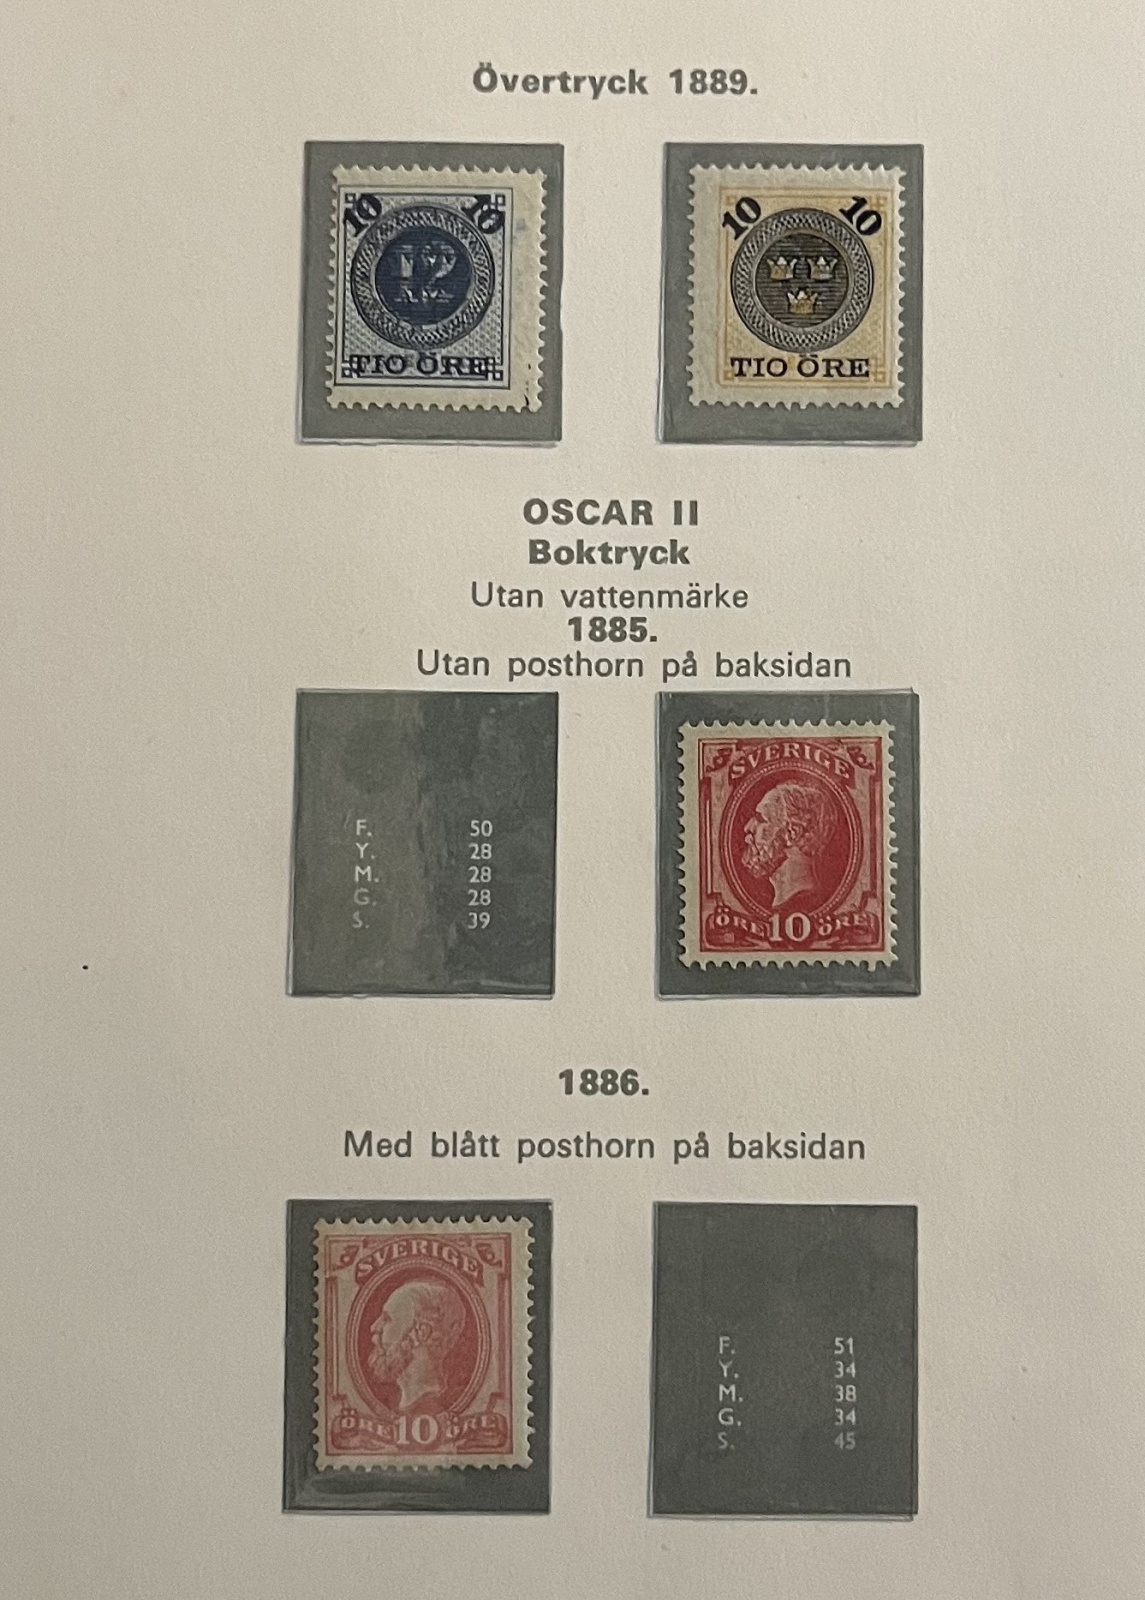 Övertryck 1889.
10 10
12
TIO ÖRE
10 10
TIO ÖRE
OSCAR II
Boktryck
Utan vattenmärke
1885.
Utan posthorn på baksidan
F. 50
Y. 28
M. 28
G. 28
S. 39
SVERIGE
ÖRE 10 ÖRE
1886.
Med blått posthorn på baksidan
SVERIGE
ÖRE 10 ÖRE
F. 51
Y. 34
M. 38
G. 34
S. 45